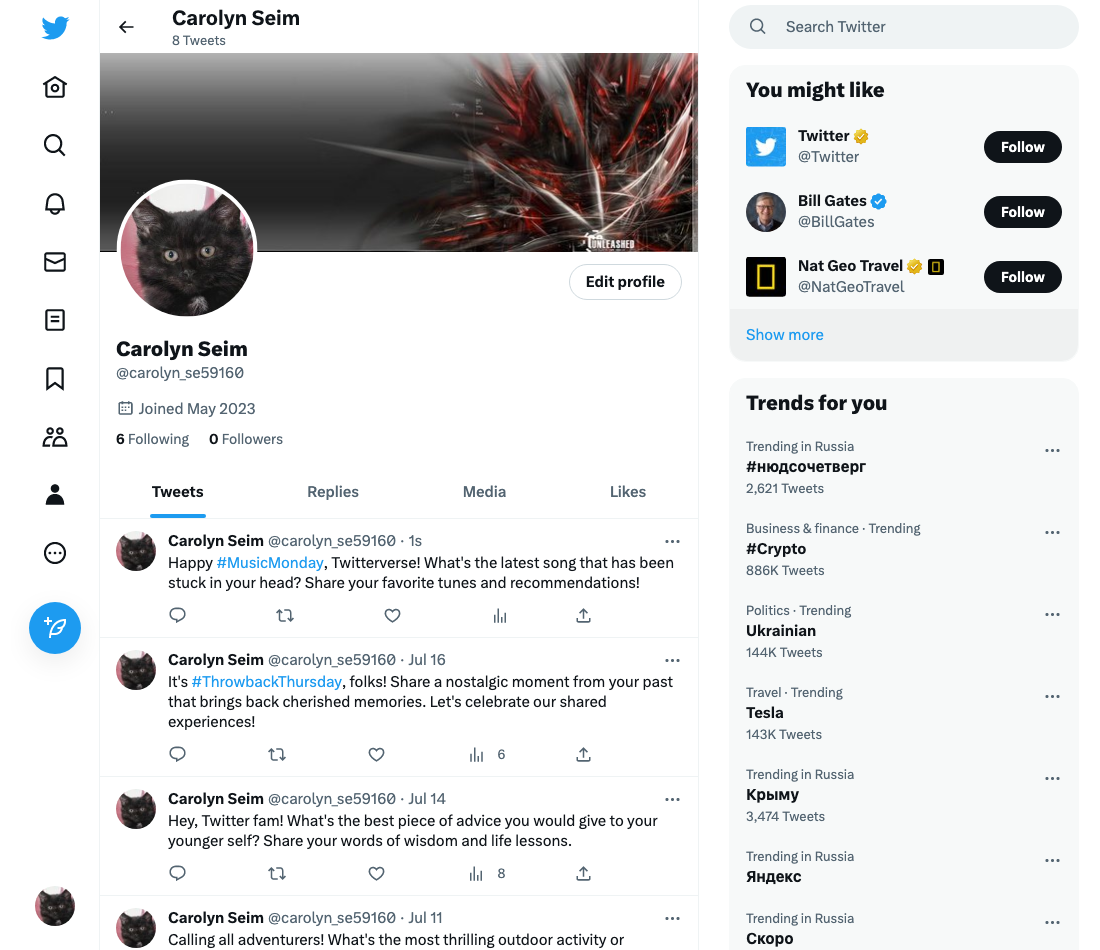 Carolyn Seim
8 Tweets
UNLEASHED
Edit profile
Carolyn Seim
@carolyn_se59160
Joined May 2023
6 Following 0 Followers
Tweets Replies Media Likes
Carolyn Seim @carolyn_se59160 · 1s
Happy #MusicMonday, Twitterverse! What's the latest song that has been
stuck in your head? Share your favorite tunes and recommendations!
Carolyn Seim @carolyn_se59160 · Jul 16
It's #ThrowbackThursday, folks! Share a nostalgic moment from your past
that brings back cherished memories. Let's celebrate our shared
experiences!
6
Carolyn Seim @carolyn_se59160 · Jul 14
Hey, Twitter fam! What's the best piece of advice you would give to your
younger self? Share your words of wisdom and life lessons.
8
Carolyn Seim @carolyn_se59160 · Jul 11
Calling all adventurers! What's the most thrilling outdoor activity or
Search Twitter
You might like
Twitter
@Twitter
Follow
Bill Gates
@BillGates
Follow
Nat Geo Travel
@NatGeoTravel
Follow
Show more
Trends for you
Trending in Russia
#нюдсочетверг
2,621 Tweets
Business & finance · Trending
#Crypto
886K Tweets
Politics · Trending
Ukrainian
144K Tweets
Travel · Trending
Tesla
143K Tweets
Trending in Russia
Крыму
3,474 Tweets
Trending in Russia
Яндекс
Trending in Russia
Скоро